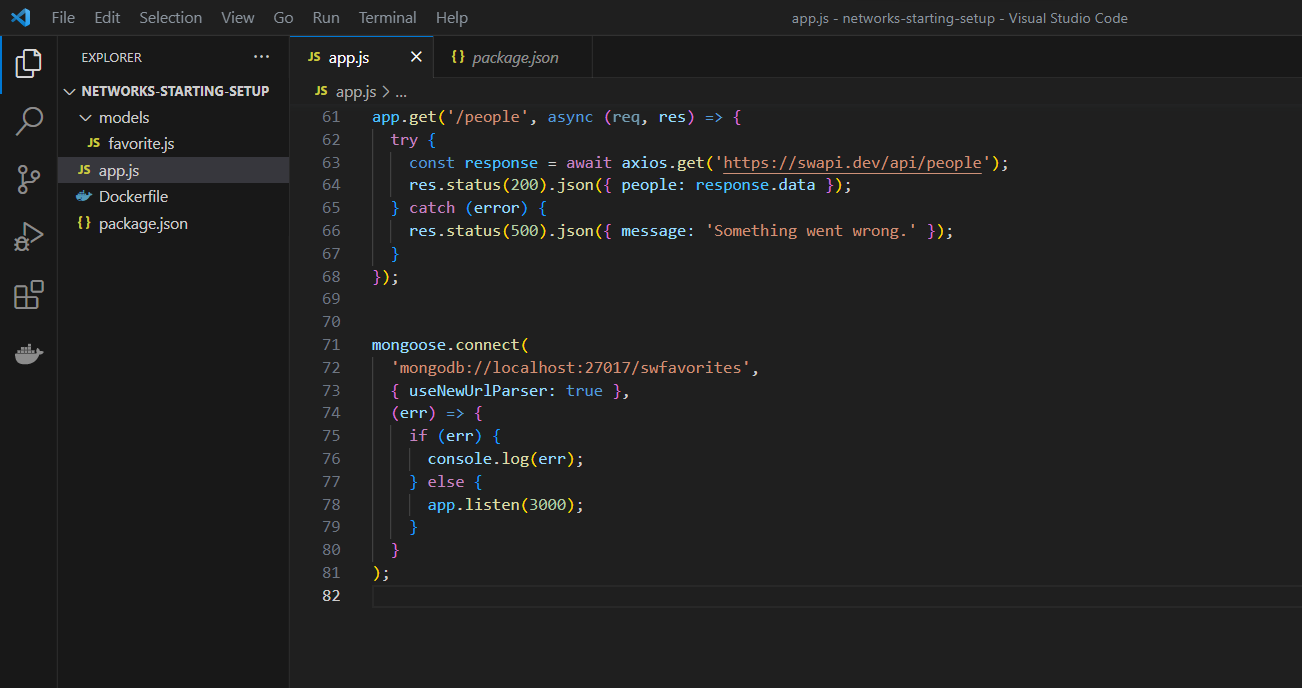 File Edit Selection View Go Run Terminal Help
app.js - networks-starting-setup - Visual Studio Code
EXPLORER
NETWORKS-STARTING-SETUP
models
JS favorite.js
JS app.js
Dockerfile
{} package.json
JS app.js
{} package.json
JS app.js > ...
61 app.get('/people', async (req, res) => {
62 try {
63 const response = await axios.get('https://swapi.dev/api/people');
64 res.status(200).json({ people: response.data });
65 } catch (error) {
66 res.status(500).json({ message: 'Something went wrong.' });
67 }
68 });
69
70
71 mongoose.connect(
72 'mongodb://localhost:27017/swfavorites',
73 { useNewUrlParser: true },
74 (err) => {
75 if (err) {
76 console.log(err);
77 } else {
78 app.listen(3000);
79 }
80 }
81 );
82